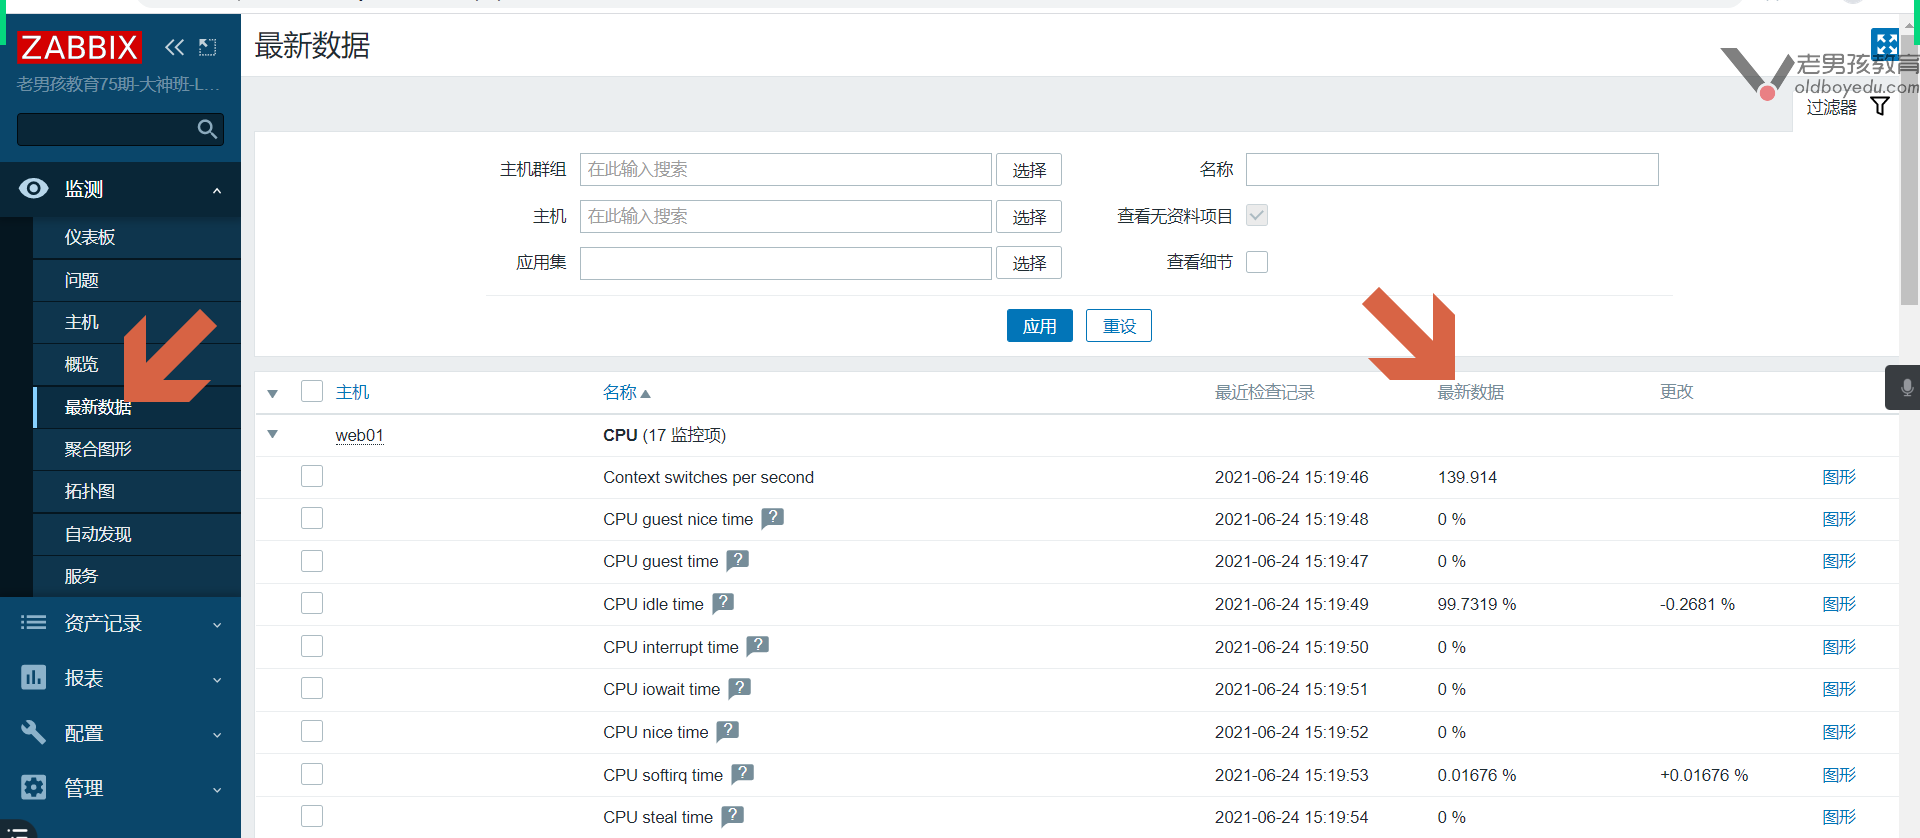 ZABBIX
老男孩教育75期-大神班-L...
监测
仪表板
问题
主机
概览
最新数据
聚合图形
拓扑图
自动发现
服务
资产记录
报表
配置
管理
最新数据
老男孩教育
oldboyedu.com
过滤器
主机群组 在此输入搜索 选择 名称
主机 在此输入搜索 选择 查看无资料项目
应用集 选择 查看细节
应用 重设
主机 名称 最近检查记录 最新数据 更改
web01 CPU (17 监控项)
Context switches per second 2021-06-24 15:19:46 139.914 图形
CPU guest nice time ? 2021-06-24 15:19:48 0 % 图形
CPU guest time ? 2021-06-24 15:19:47 0 % 图形
CPU idle time ? 2021-06-24 15:19:49 99.7319 % -0.2681 % 图形
CPU interrupt time ? 2021-06-24 15:19:50 0 % 图形
CPU iowait time ? 2021-06-24 15:19:51 0 % 图形
CPU nice time ? 2021-06-24 15:19:52 0 % 图形
CPU softirq time ? 2021-06-24 15:19:53 0.01676 % +0.01676 % 图形
CPU steal time ? 2021-06-24 15:19:54 0 % 图形